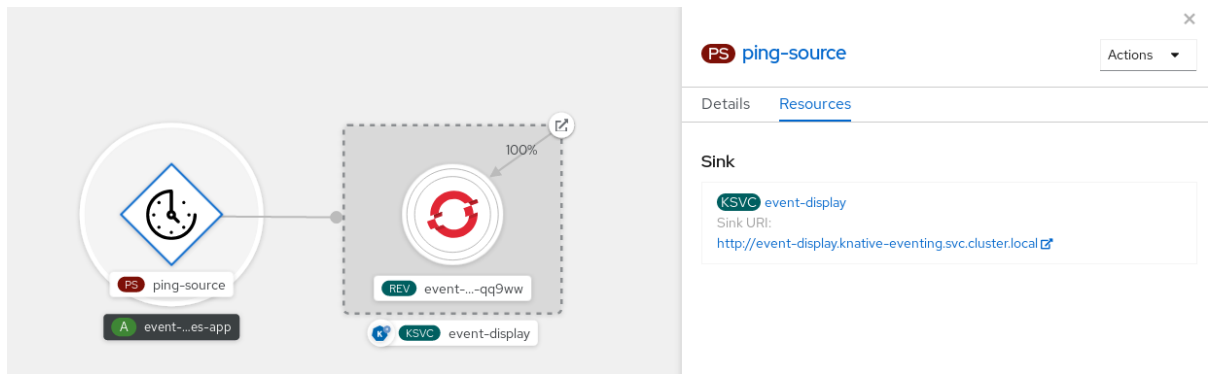 100%
PS ping-source
A event-...es-app
REV event-...-qq9ww
K KSVC event-display
×
PS ping-source
Actions
Details Resources
Sink
KSVC event-display
Sink URI:
http://event-display.knative-eventing.svc.cluster.local